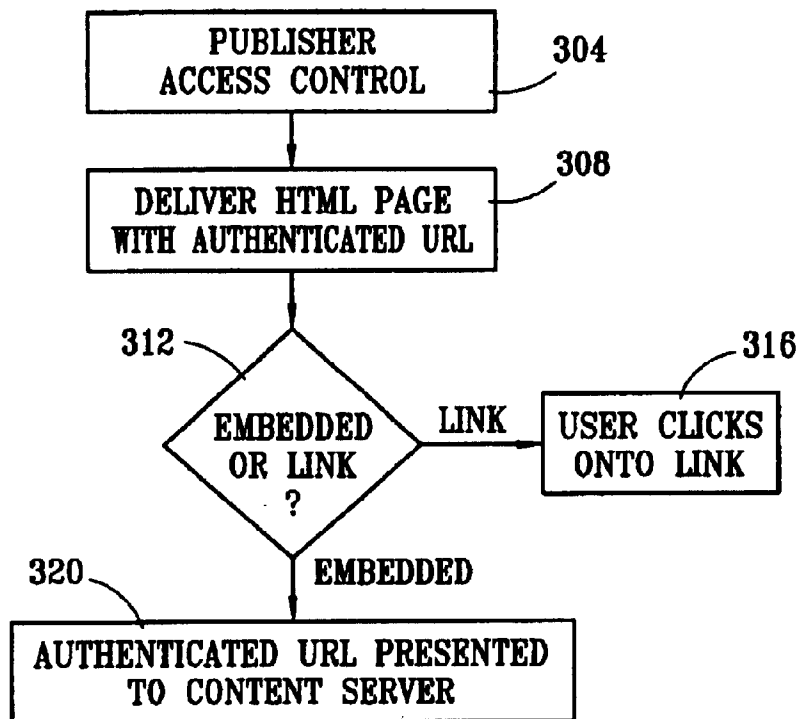 PUBLISHER
ACCESS CONTROL
304
DELIVER HTML PAGE
WITH AUTHENTICATED URL
308
312
EMBEDDED
OR LINK
?
LINK
316
USER CLICKS
ONTO LINK
EMBEDDED
320
AUTHENTICATED URL PRESENTED
TO CONTENT SERVER